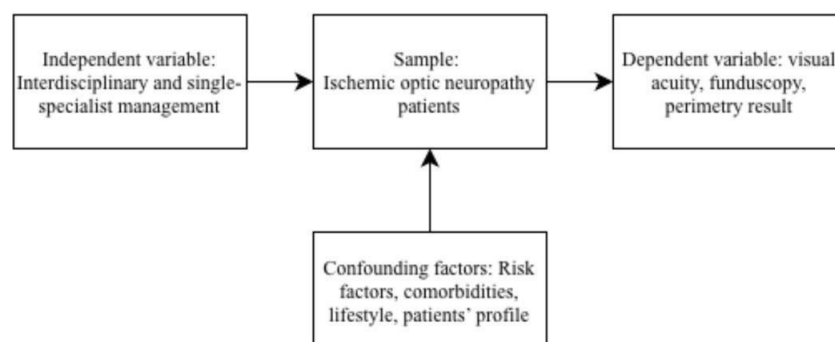 Independent variable:
Interdisciplinary and single-
specialist management
Sample:
Ischemic optic neuropathy
patients
Dependent variable: visual
acuity, funduscopy,
perimetry result
Confounding factors: Risk
factors, comorbidities,
lifestyle, patients’ profile